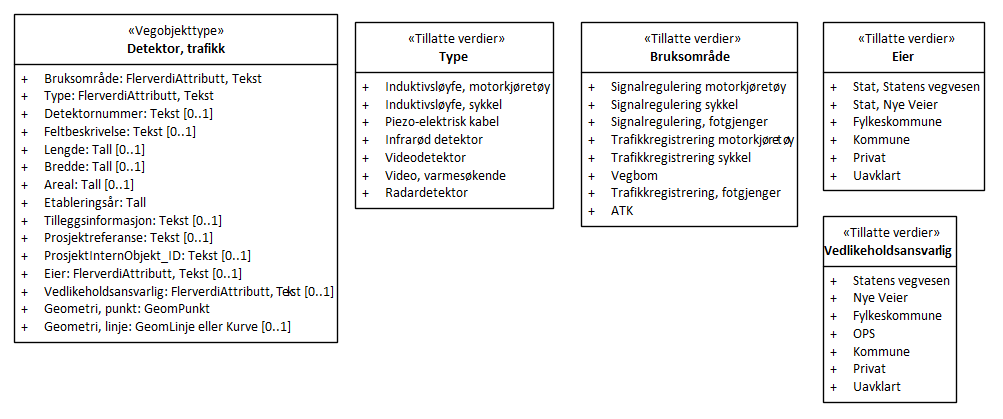 «Vegobjekttype»
Detektor, trafikk
+ Bruksområde: FlerverdiAttributt, Tekst
+ Type: FlerverdiAttributt, Tekst
+ Detektornummer: Tekst [0..1]
+ Feltbeskrivelse: Tekst [0..1]
+ Lengde: Tall [0..1]
+ Bredde: Tall [0..1]
+ Areal: Tall [0..1]
+ Etableringsår: Tall
+ Tilleggsinformasjon: Tekst [0..1]
+ Prosjektreferanse: Tekst [0..1]
+ ProsjektInternObjekt_ID: Tekst [0..1]
+ Eier: FlerverdiAttributt, Tekst [0..1]
+ Vedlikeholdsansvarlig: FlerverdiAttributt, Tekst [0..1]
+ Geometri, punkt: GeomPunkt
+ Geometri, linje: GeomLinje eller Kurve [0..1]
«Tillatte verdier»
Type
+ Induktivsløyfe, motorkjøretøy
+ Induktivsløyfe, sykkel
+ Piezo-elektrisk kabel
+ Infrarød detektor
+ Videodetektor
+ Video, varmesøkende
+ Radardetektor
«Tillatte verdier»
Bruksområde
+ Signalregulering motorkjøretøy
+ Signalregulering sykkel
+ Signalregulering, fotgjenger
+ Trafikkregistrering motorkjøretøy
+ Trafikkregistrering sykkel
+ Vegbom
+ Trafikkregistrering, fotgjenger
+ ATK
«Tillatte verdier»
Eier
+ Stat, Statens vegvesen
+ Stat, Nye Veier
+ Fylkeskommune
+ Kommune
+ Privat
+ Uavklart
«Tillatte verdier»
Vedlikeholdsansvarlig
+ Statens vegvesen
+ Nye Veier
+ Fylkeskommune
+ OPS
+ Kommune
+ Privat
+ Uavklart